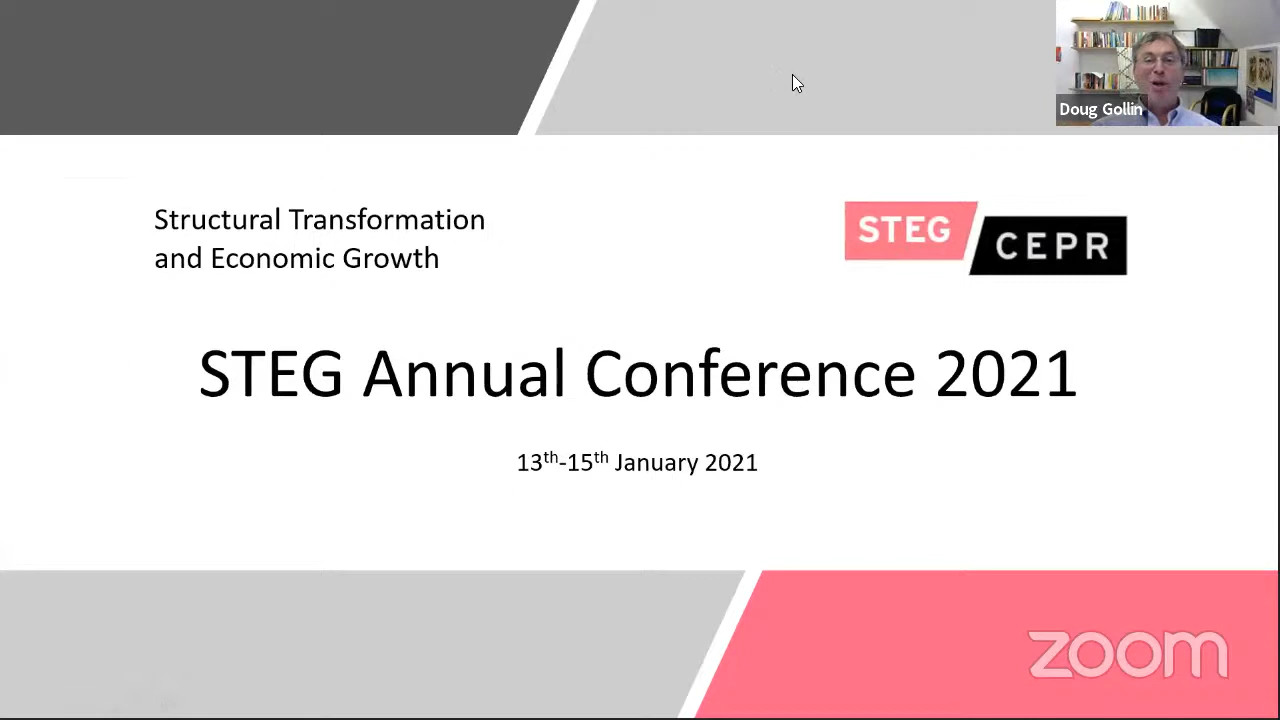 Doug Gollin
Structural Transformation
and Economic Growth
STEG
CEPR
STEG Annual Conference 2021
13th-15th January 2021
zoom